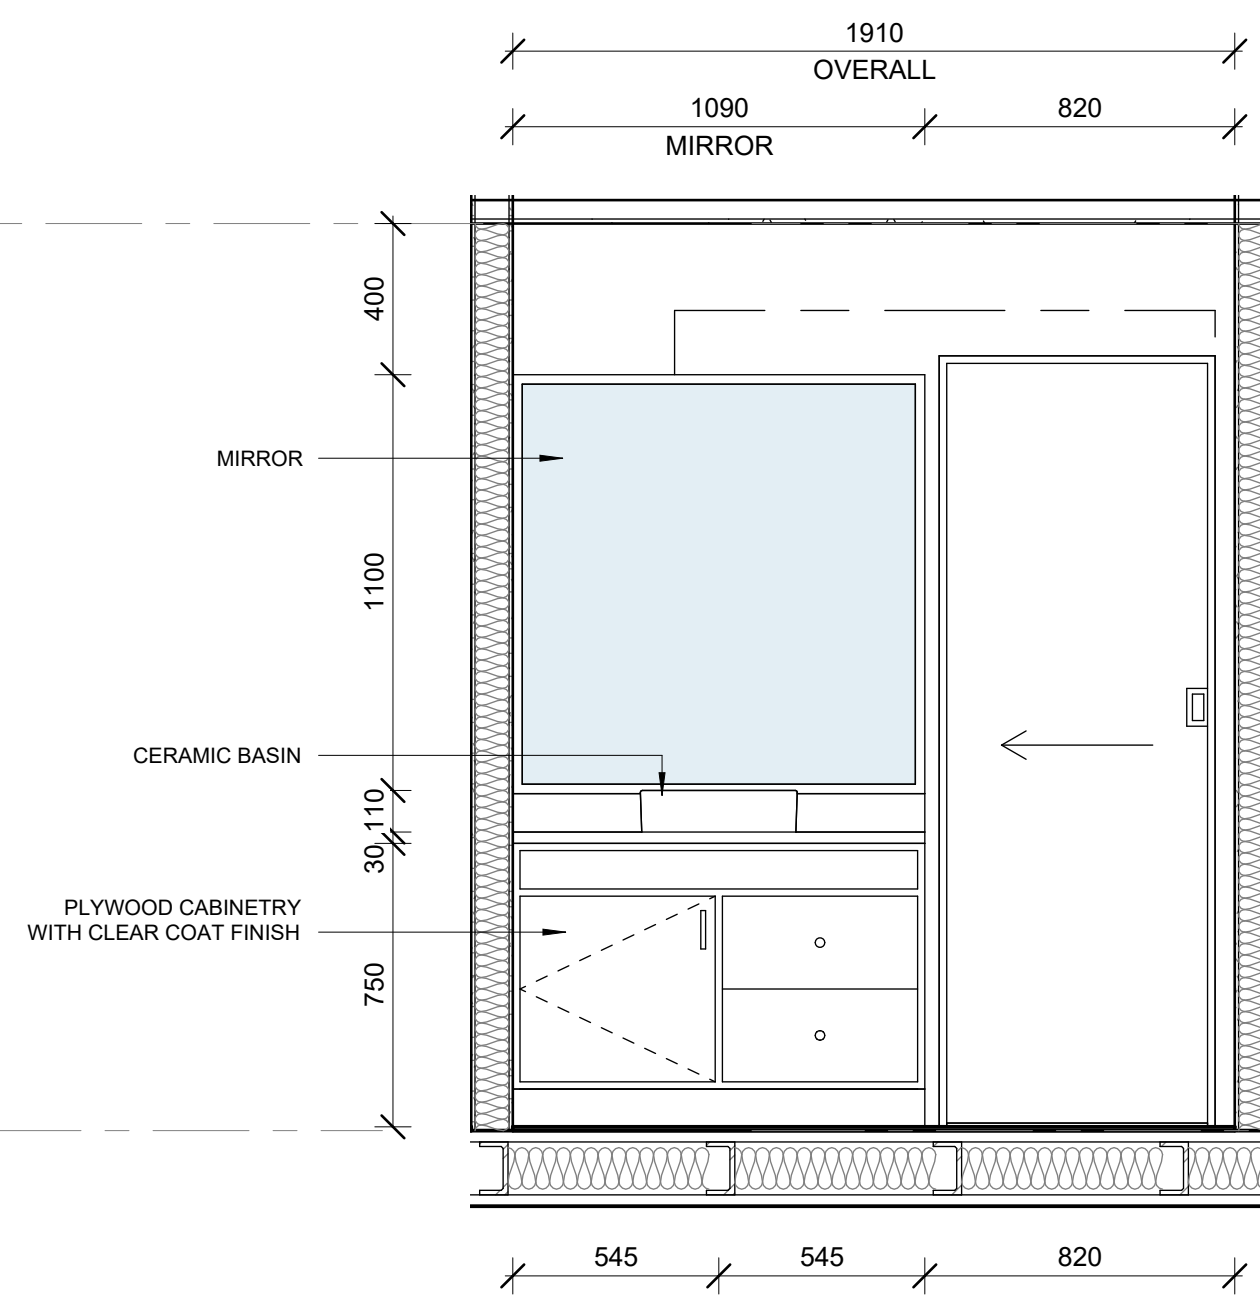 1910
OVERALL
1090
820
MIRROR
400
MIRROR
1100
CERAMIC BASIN
110
30
PLYWOOD CABINETRY
WITH CLEAR COAT FINISH
750
545
545
820